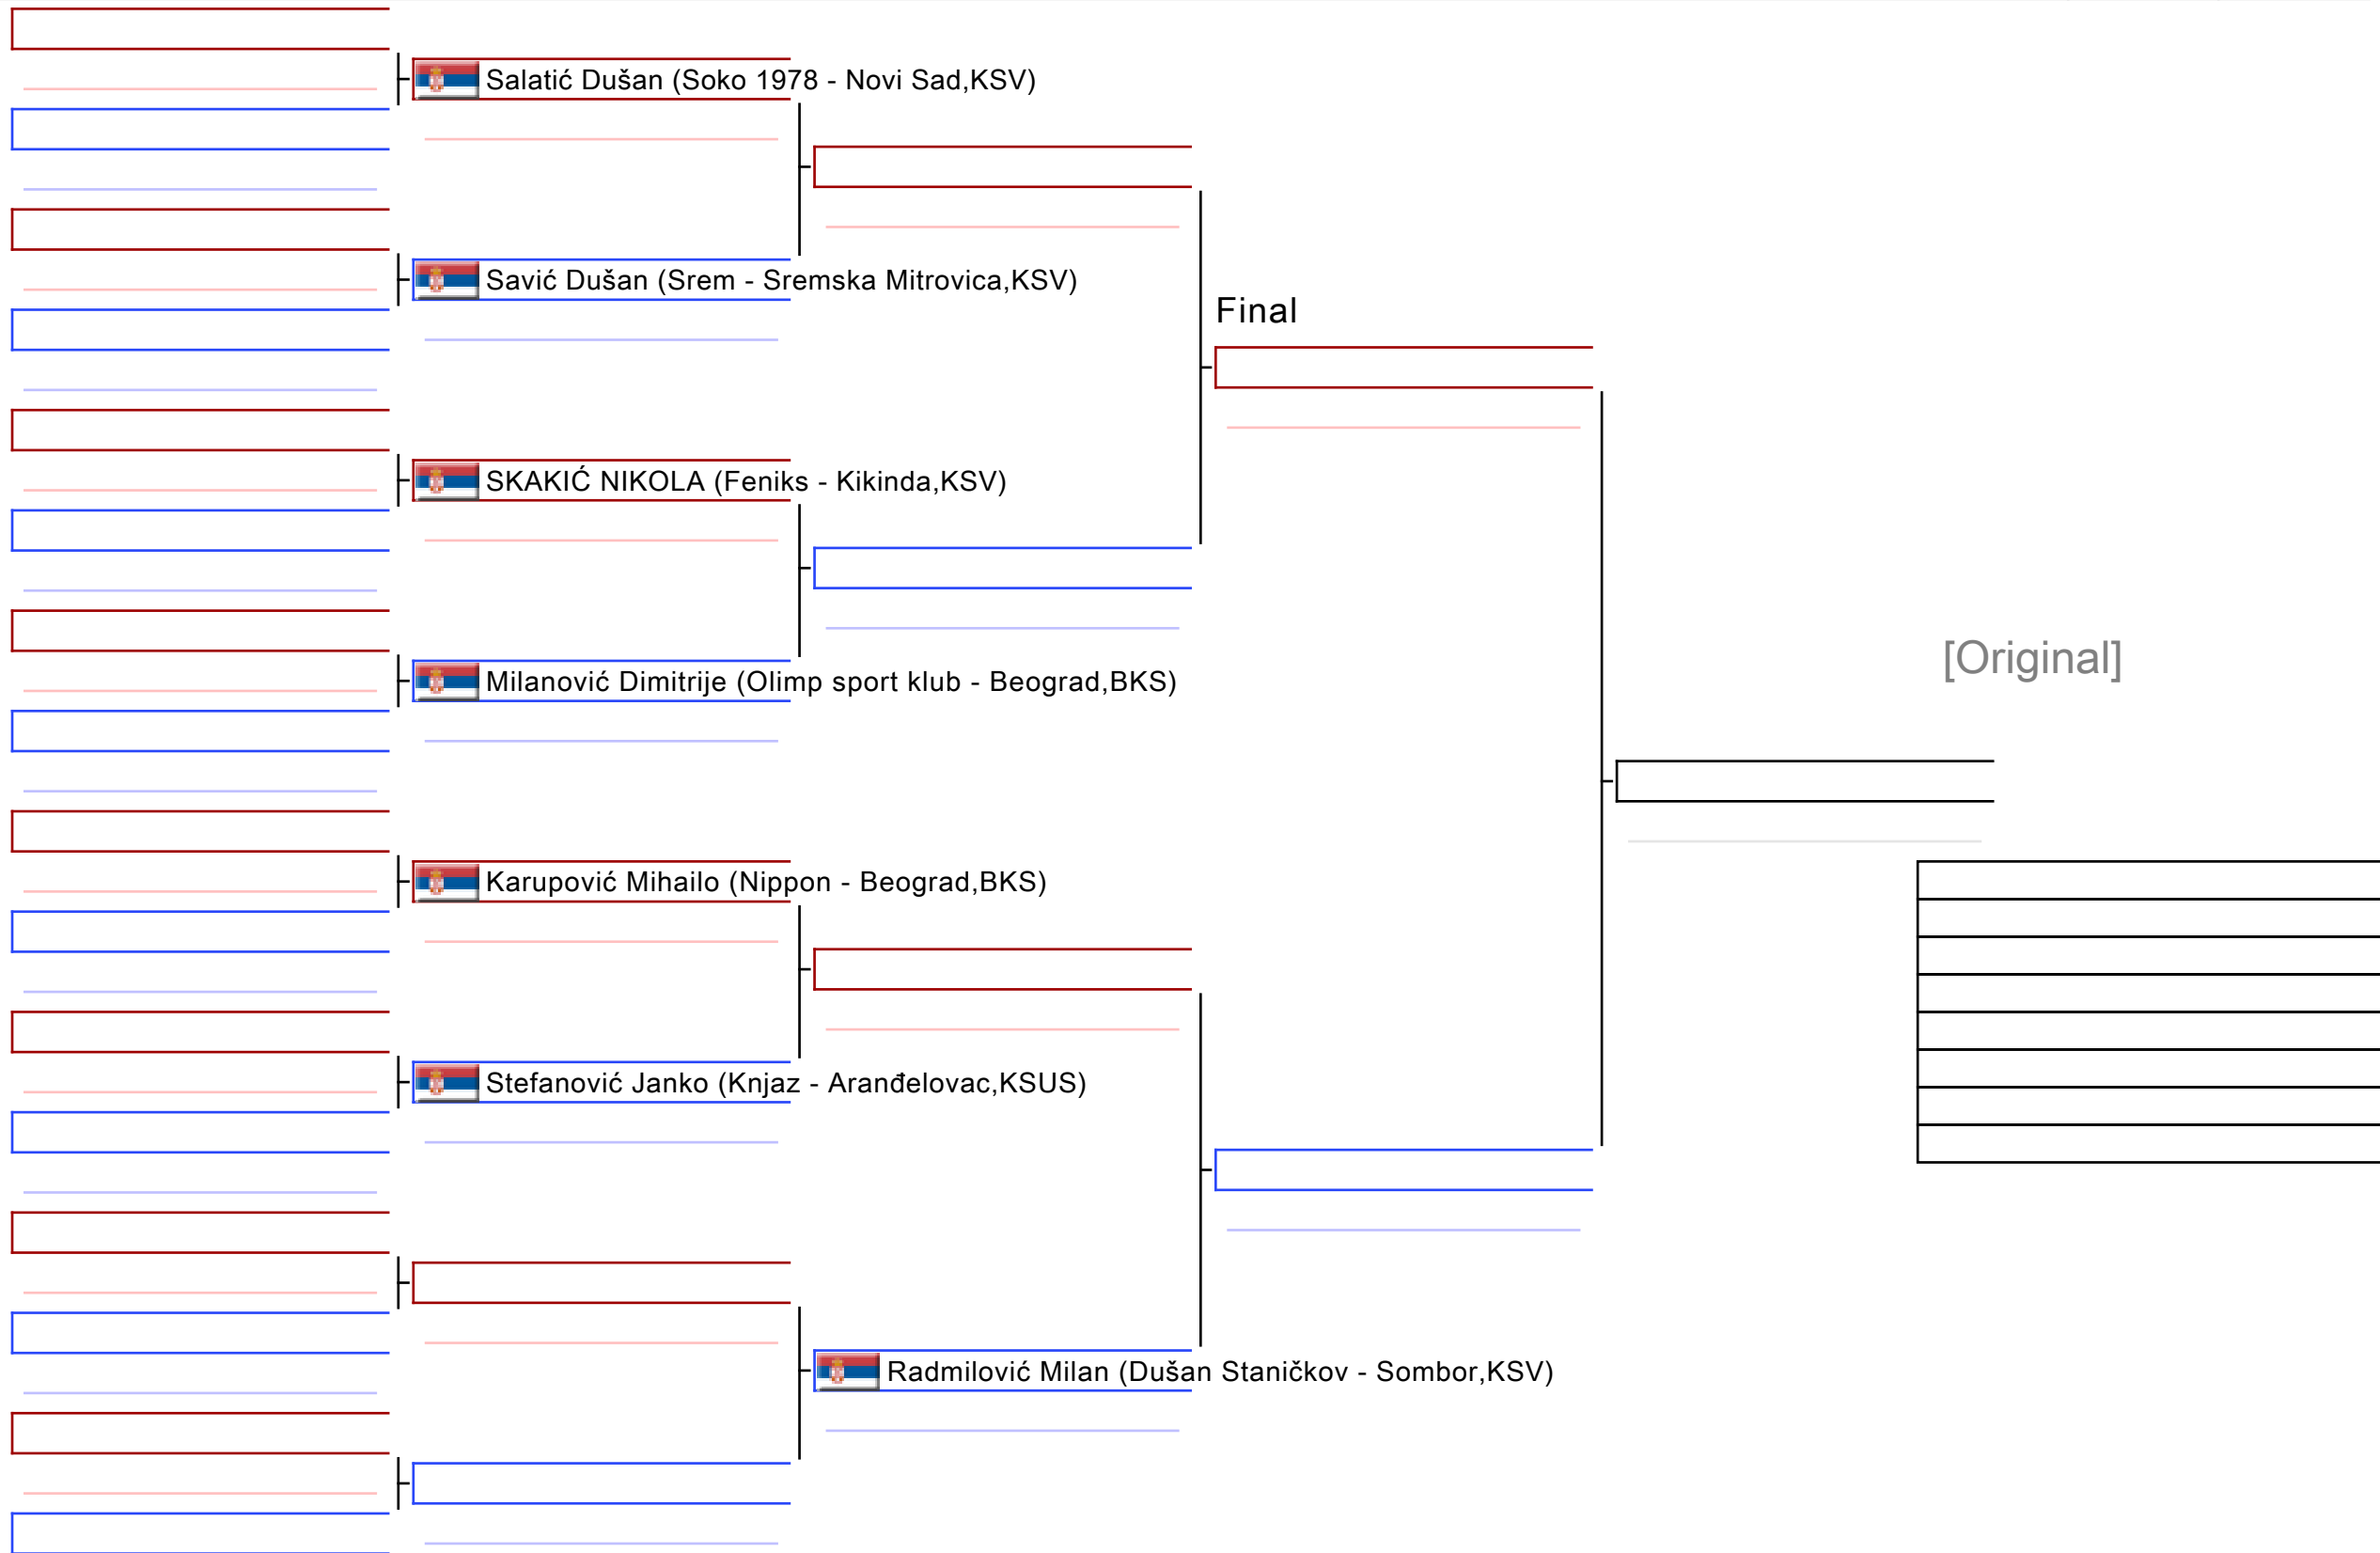 Salatić Dušan (Soko 1978 - Novi Sad,KSV)
Savić Dušan (Srem - Sremska Mitrovica,KSV)
Final
SKAKIĆ NIKOLA (Feniks - Kikinda,KSV)
[Original]
Milanović Dimitrije (Olimp sport klub - Beograd,BKS)
Karupović Mihailo (Nippon - Beograd,BKS)
Stefanović Janko (Knjaz - Aranđelovac,KSUS)
Radmilović Milan (Dušan Staničkov - Sombor,KSV)